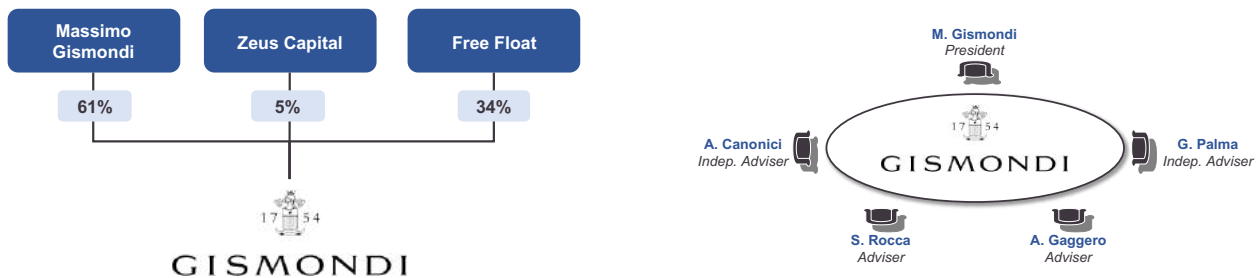 Massimo
Gismondi
Zeus Capital
Free Float
61%
5%
34%
17 54
GISMONDI
M. Gismondi
President
A. Canonici
Indep. Adviser
17 54
GISMONDI
G. Palma
Indep. Adviser
S. Rocca
Adviser
A. Gaggero
Adviser